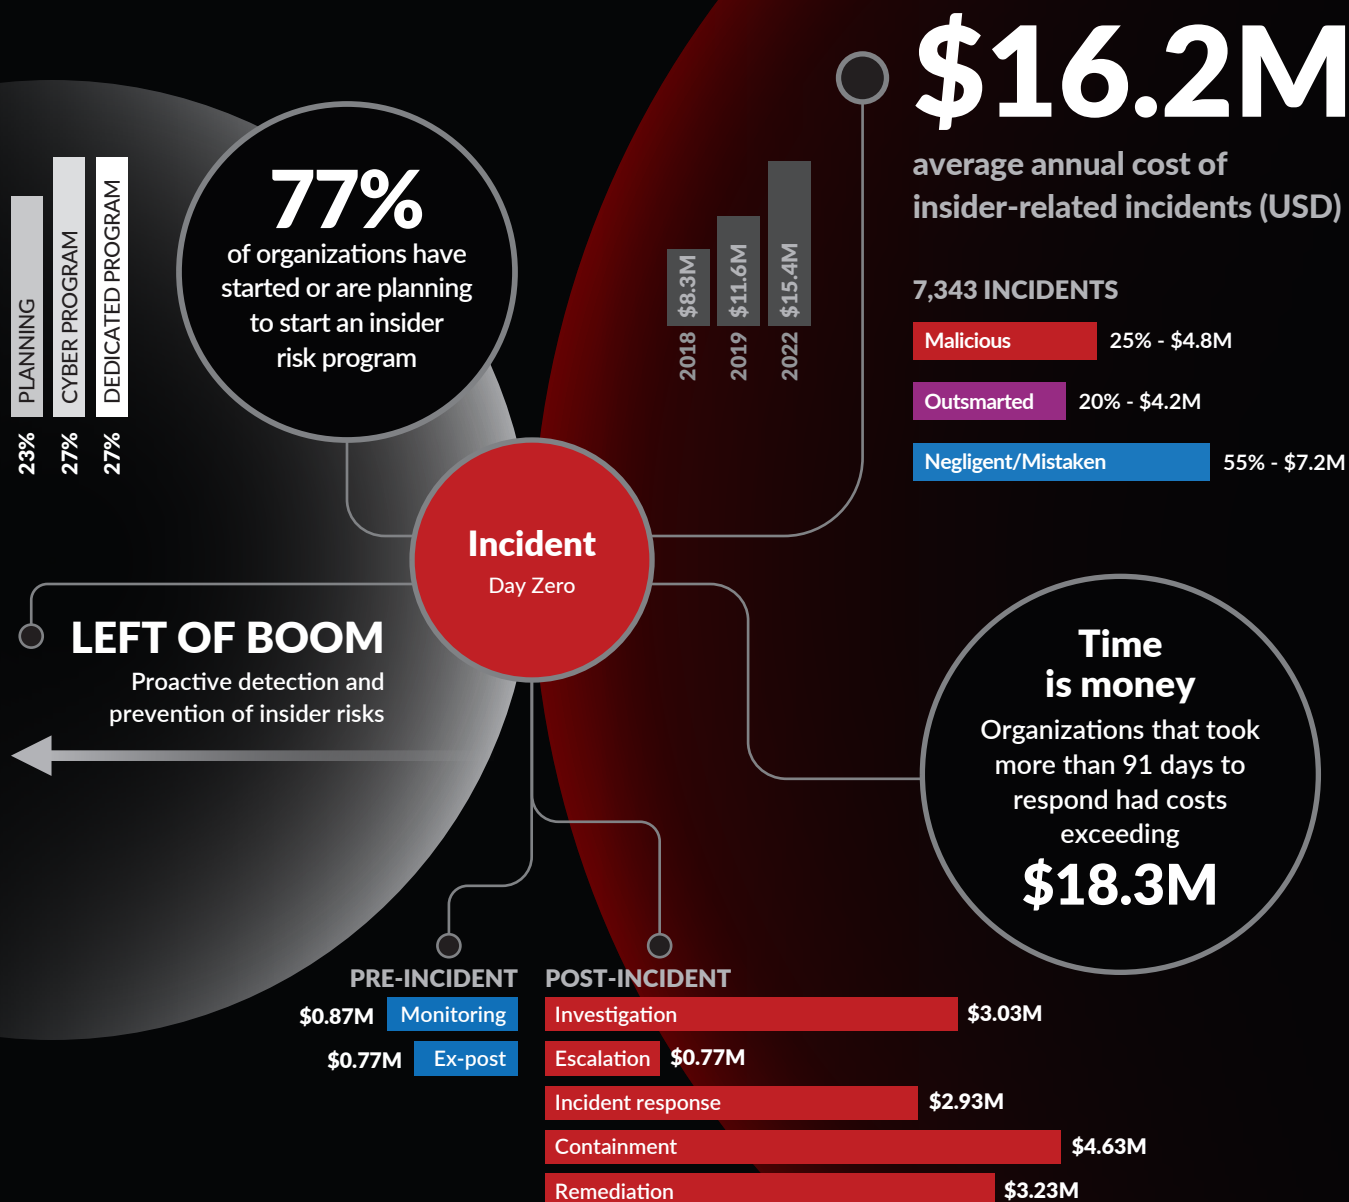 $16.2M
average annual cost of
insider-related incidents (USD)
77%
of organizations have
started or are planning
to start an insider
risk program
PLANNING
23%
CYBER PROGRAM
27%
DEDICATED PROGRAM
27%
$8.3M
2018
$11.6M
2019
$15.4M
2022
7,343 INCIDENTS
Malicious 25% - $4.8M
Outsmarted 20% - $4.2M
Negligent/Mistaken 55% - $7.2M
Incident
Day Zero
LEFT OF BOOM
Proactive detection and
prevention of insider risks
Time
is money
Organizations that took
more than 91 days to
respond had costs
exceeding
$18.3M
PRE-INCIDENT
$0.87M Monitoring
$0.77M Ex-post
POST-INCIDENT
Investigation $3.03M
Escalation $0.77M
Incident response $2.93M
Containment $4.63M
Remediation $3.23M